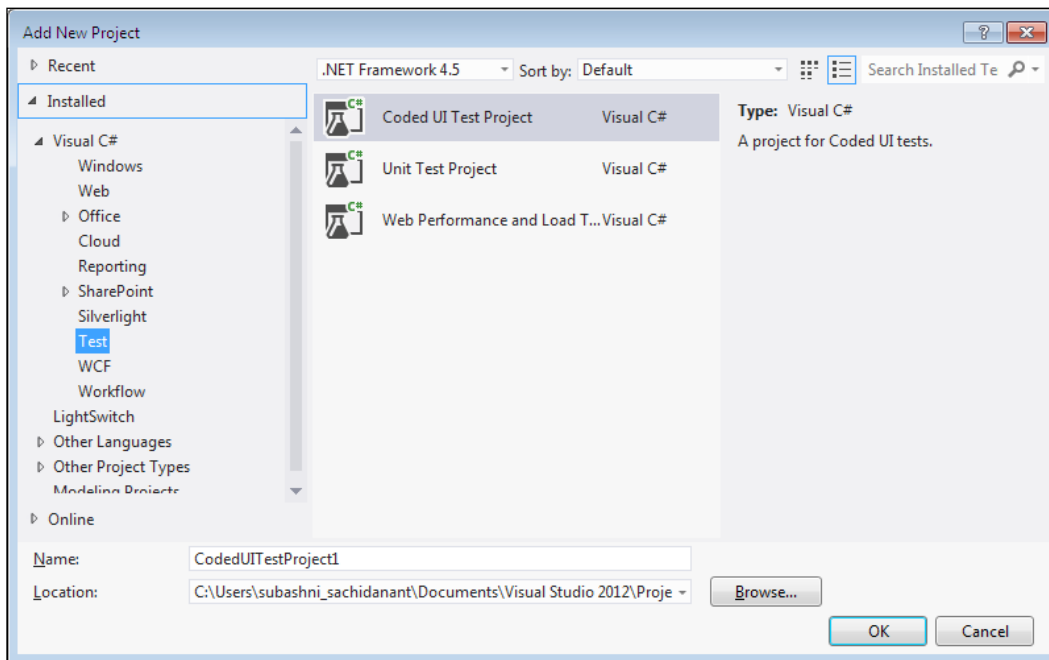 Add New Project
Recent
.NET Framework 4.5
Sort by: Default
Search Installed Te
Installed
Visual C#
Windows
Web
Office
Cloud
Reporting
SharePoint
Silverlight
Test
WCF
Workflow
LightSwitch
Other Languages
Other Project Types
Modeling Projects
Online
C# Coded UI Test Project Visual C#
C# Unit Test Project Visual C#
C# Web Performance and Load T... Visual C#
Type: Visual C#
A project for Coded UI tests.
Name: CodedUITestProject1
Location: C:\Users\subashni_sachidanant\Documents\Visual Studio 2012\Proje
Browse...
OK Cancel